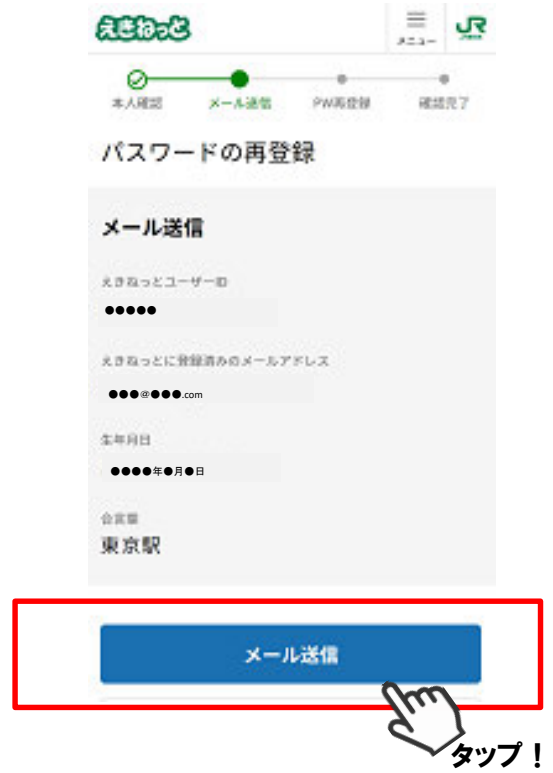 えきねっと
メニュー
JR
本人確認 メール送信 PW再登録 確認完了
パスワードの再登録
メール送信
えきねっとユーザーID
●●●●●
えきねっとに登録済みのメールアドレス
●●●@●●●.com
生年月日
●●●●年●月●日
合言葉
東京駅
メール送信
タップ！